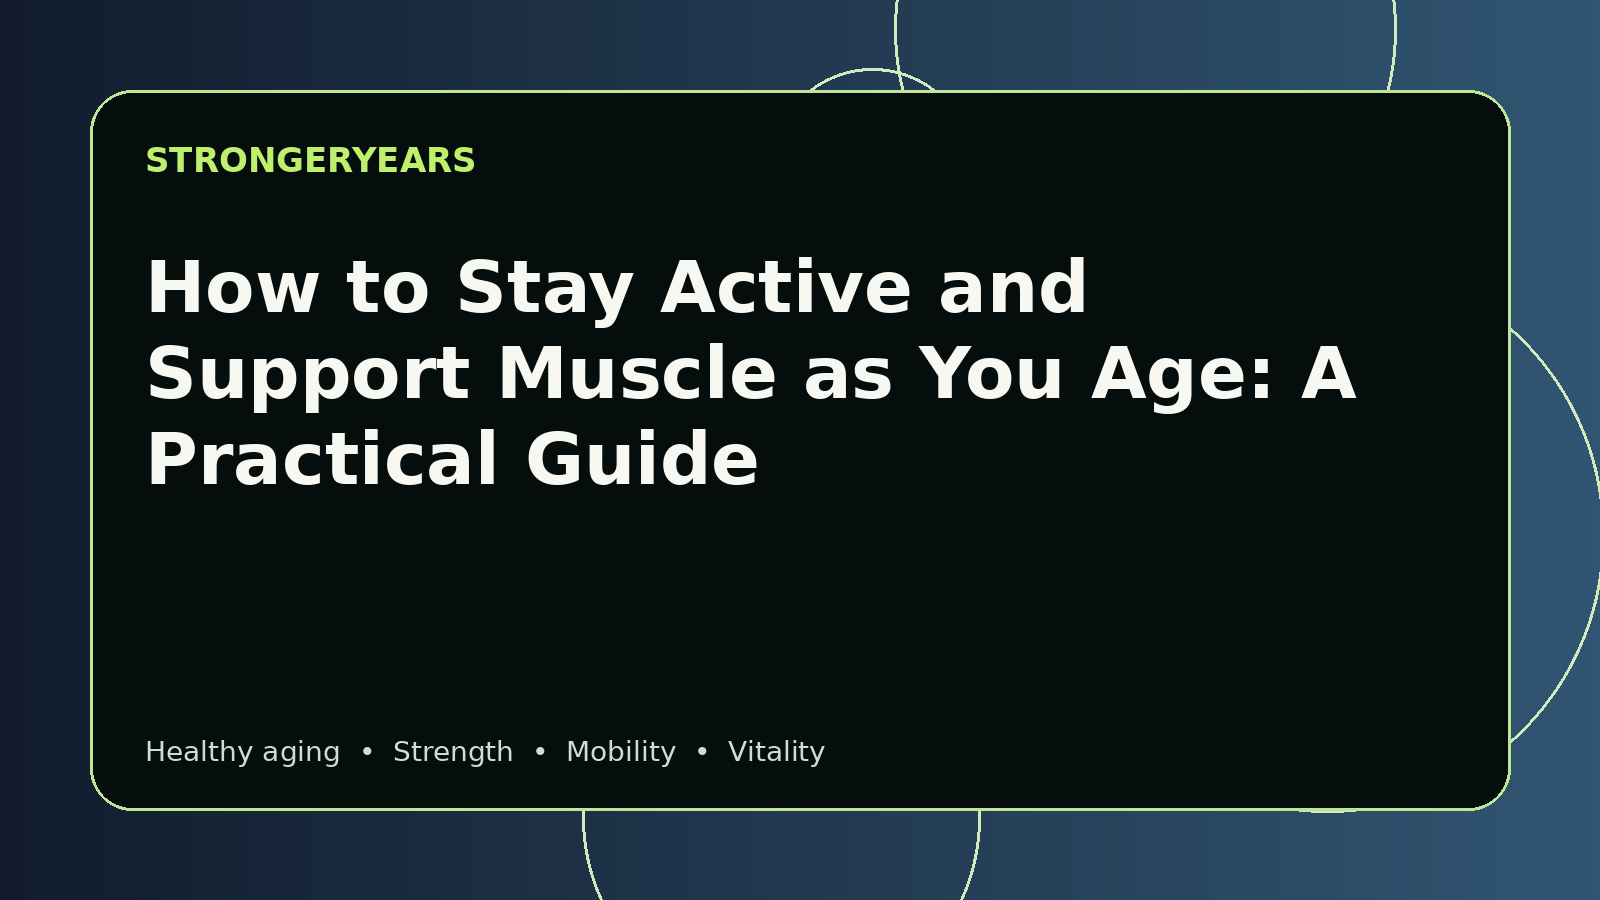 STRONGERYEARS
How to Stay Active and
Support Muscle as You Age: A
Practical Guide
Healthy aging • Strength • Mobility • Vitality